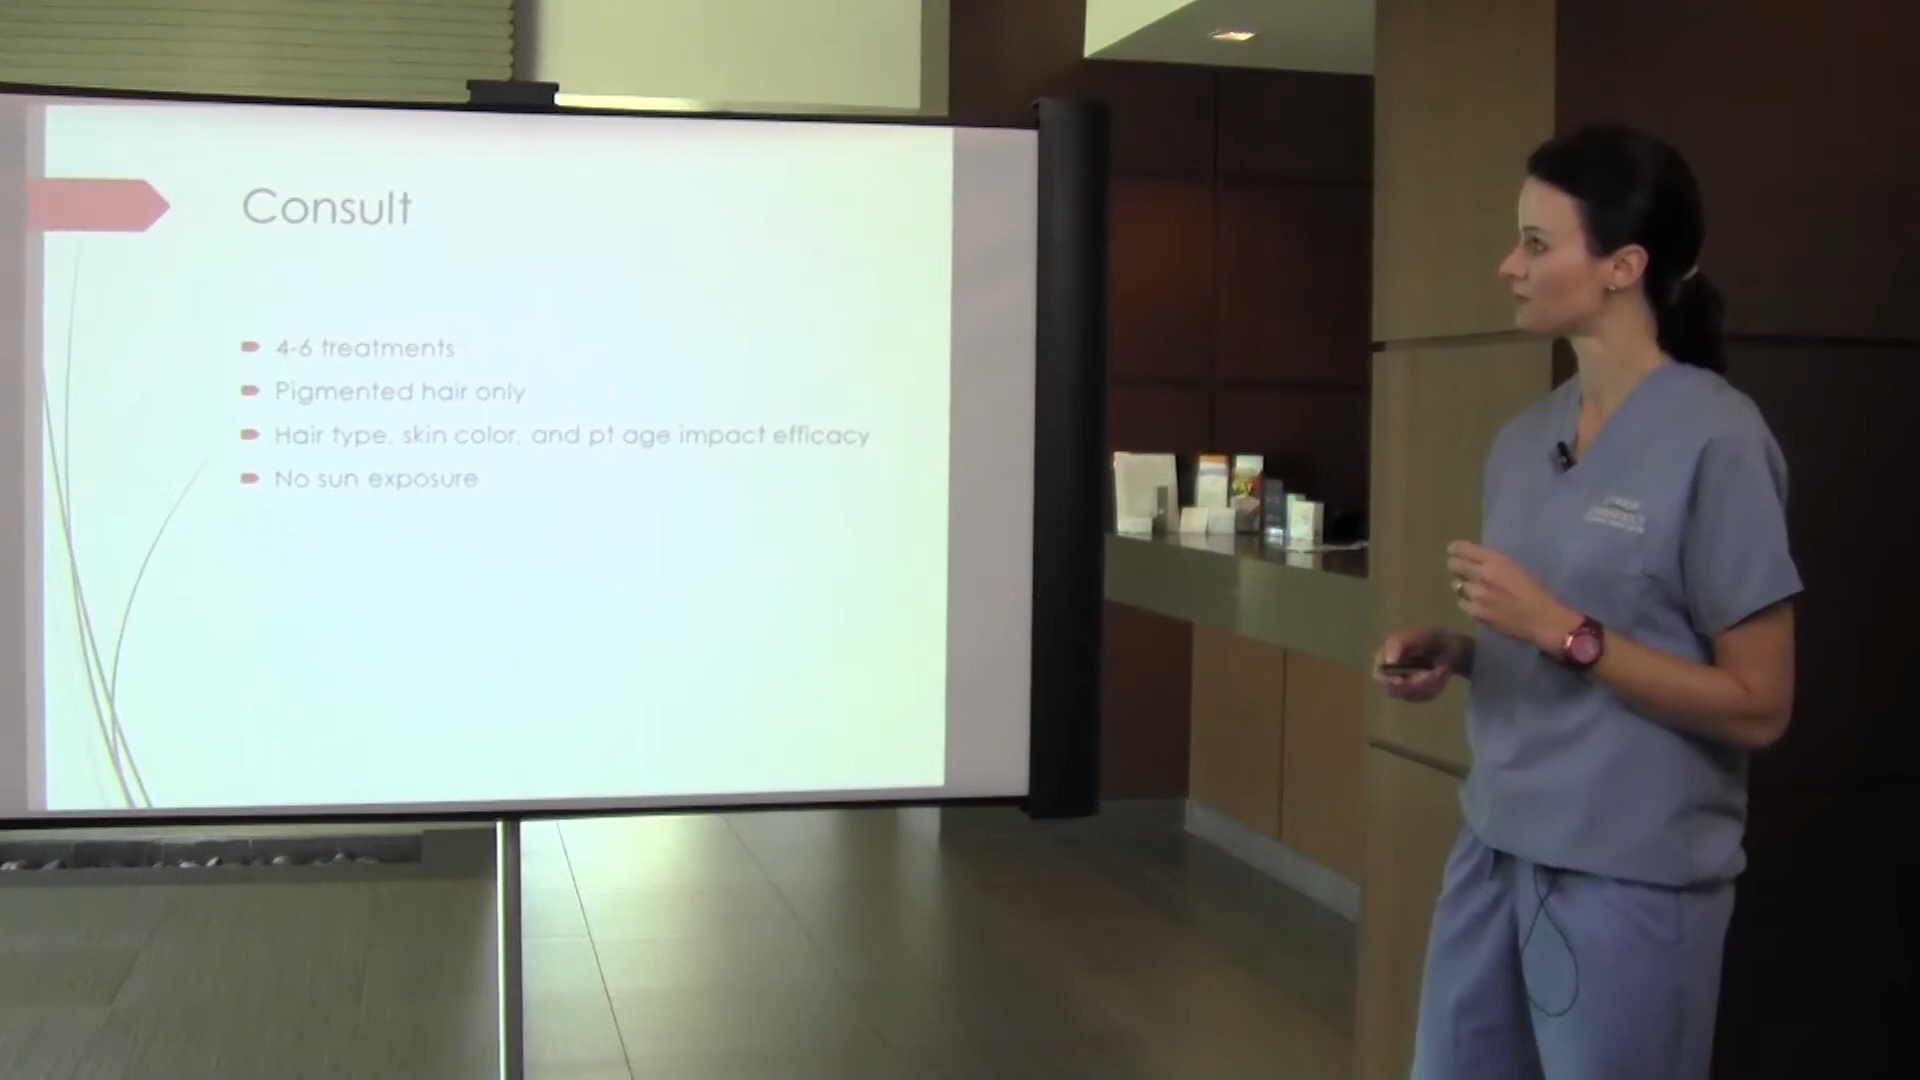 Consult
4-6 treatments
Pigmented hair only
Hair type, skin color, and pt age impact efficacy
No sun exposure